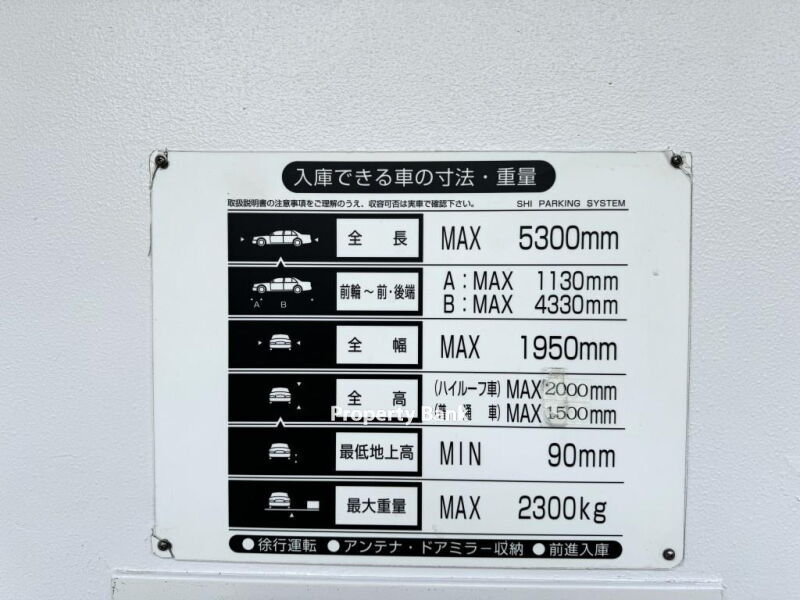 入庫できる車の寸法・重量
取扱説明書の注意事項をご理解のうえ、収容可否は実車で確認下さい。 SHI PARKING SYSTEM
全長 MAX 5300mm
前輪～前・後端 A:MAX 1130mm
B:MAX 4330mm
A B
全幅 MAX 1950mm
全高 (ハイルーフ車) MAX 2000mm
(普通車) MAX 1500mm
Property Bank
最低地上高 MIN 90mm
最大重量 MAX 2300kg
●徐行運転 ●アンテナ・ドアミラー収納 ●前進入庫